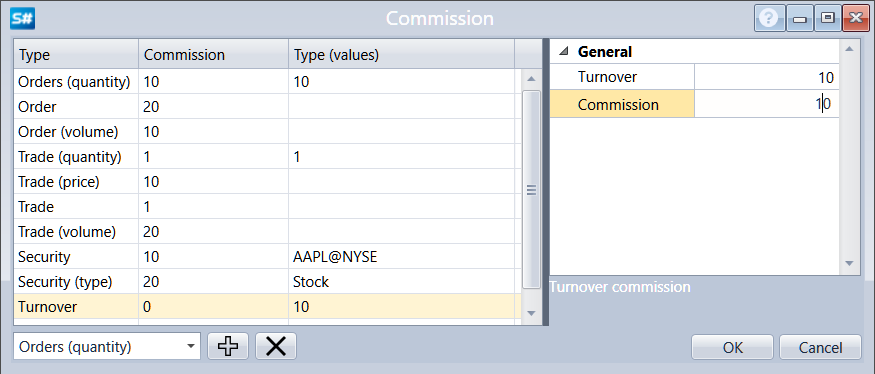 S# Commission ?
Type Commission Type (values)
Orders (quantity) 10 10
Order 20
Order (volume) 10
Trade (quantity) 1 1
Trade (price) 10
Trade 1
Trade (volume) 20
Security 10 AAPL@NYSE
Security (type) 20 Stock
Turnover 0 10
General
Turnover 10
Commission 10
Turnover commission
Orders (quantity) OK Cancel